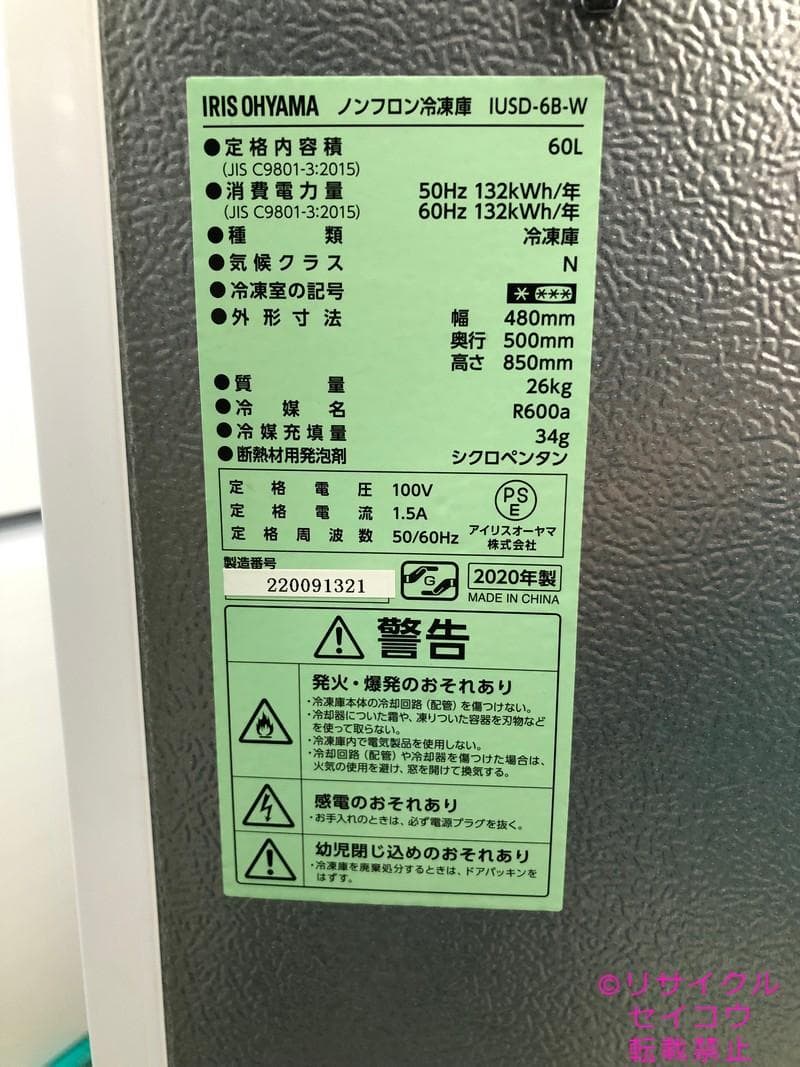 IRIS OHYAMA ノンフロン冷凍庫 IUSD-6B-W
●定格内容積 60L
(JIS C9801-3:2015)
●消費電力量 50Hz 132kWh/年
(JIS C9801-3:2015) 60Hz 132kWh/年
●種類 冷凍庫
●気候クラス N
●冷凍室の記号 * ***
●外形寸法 幅 480mm
奥行 500mm
高さ 850mm
●質量 26kg
●冷媒名 R600a
●冷媒充填量 34g
●断熱材用発泡剤 シクロペンタン
定格電圧 100V
定格電流 1.5A
定格周波数 50/60Hz
PS
E
アイリスオーヤマ
株式会社
製造番号
220091321
G
2020年製
MADE IN CHINA
警告
発火・爆発のおそれあり
・冷凍庫本体の冷却回路（配管）を傷つけない。
・冷却器についた霜や、凍りついた容器を刃物など
を使って取らない。
・冷凍庫内で電気製品を使用しない。
・冷却回路（配管）や冷却器を傷つけた場合は、
火気の使用を避け、窓を開けて換気する。
感電のおそれあり
・お手入れのときは、必ず電源プラグを抜く。
幼児閉じ込めのおそれあり
・冷凍庫を廃棄処分するときは、ドアパッキンを
はずす。
©リサイクル
セイコウ
転載禁止